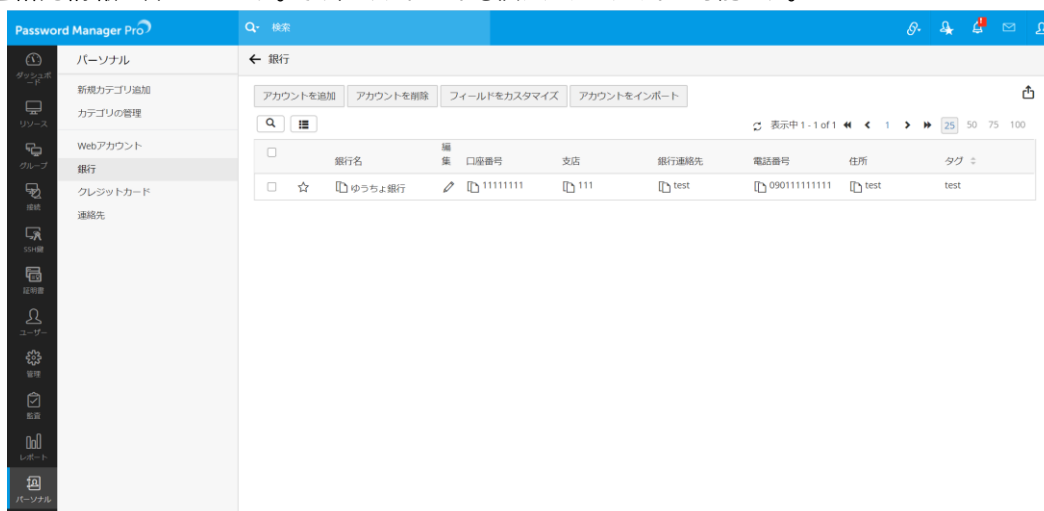 Password Manager Pro
検索
ダッシュボード
リソース
グループ
接続
SSH鍵
証明書
ユーザー
管理
監査
レポート
パーソナル
パーソナル
新規カテゴリ追加
カテゴリの管理
Webアカウント
銀行
クレジットカード
連絡先
← 銀行
アカウントを追加 アカウントを削除 フィールドをカスタマイズ アカウントをインポート
表示中 1 - 1 of 1 1 25 50 75 100
銀行名 編集 口座番号 支店 銀行連絡先 電話番号 住所 タグ
ゆうちょ銀行 11111111 111 test 090111111111 test test